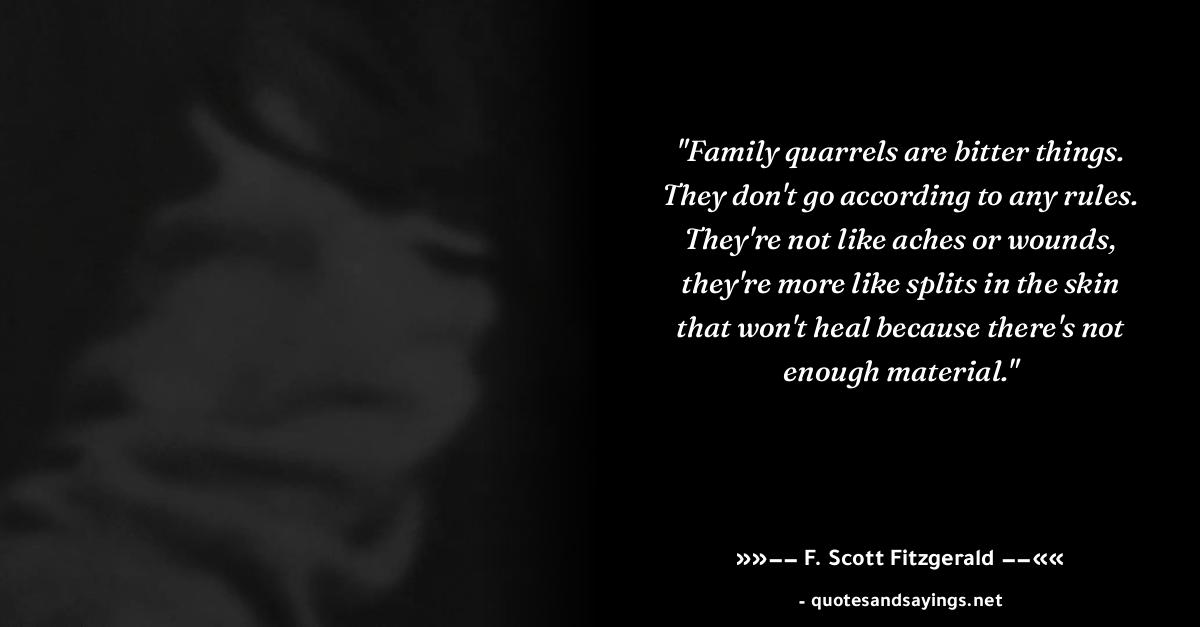 "Family quarrels are bitter things.
They don't go according to any rules.
They're not like aches or wounds,
they're more like splits in the skin
that won't heal because there's not
enough material."
»»–– F. Scott Fitzgerald ––««
- quotesandsayings.net